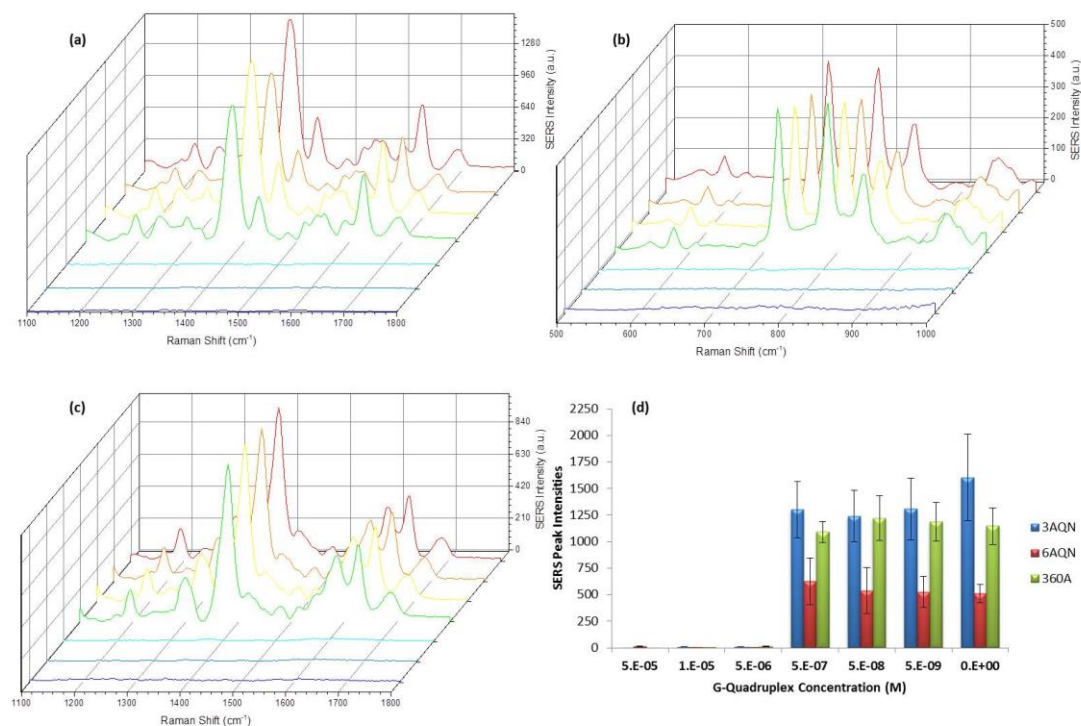 (a)
1280
960
640
320
0
SERS Intensity (a.u.)
1100 1200 1300 1400 1500 1600 1700 1800
Raman Shift (cm⁻¹)
(b)
500
400
300
200
100
0
SERS Intensity (a.u.)
500 600 700 800 900 1000
Raman Shift (cm⁻¹)
(c)
840
630
420
210
0
SERS Intensity (a.u.)
1100 1200 1300 1400 1500 1600 1700 1800
Raman Shift (cm⁻¹)
(d)
2250
2000
1750
1500
1250
1000
750
500
250
0
SERS Peak Intensities
5.E-05 1.E-05 5.E-06 5.E-07 5.E-08 5.E-09 0.E+00
G-Quadruplex Concentration (M)
3AQN
6AQN
360A